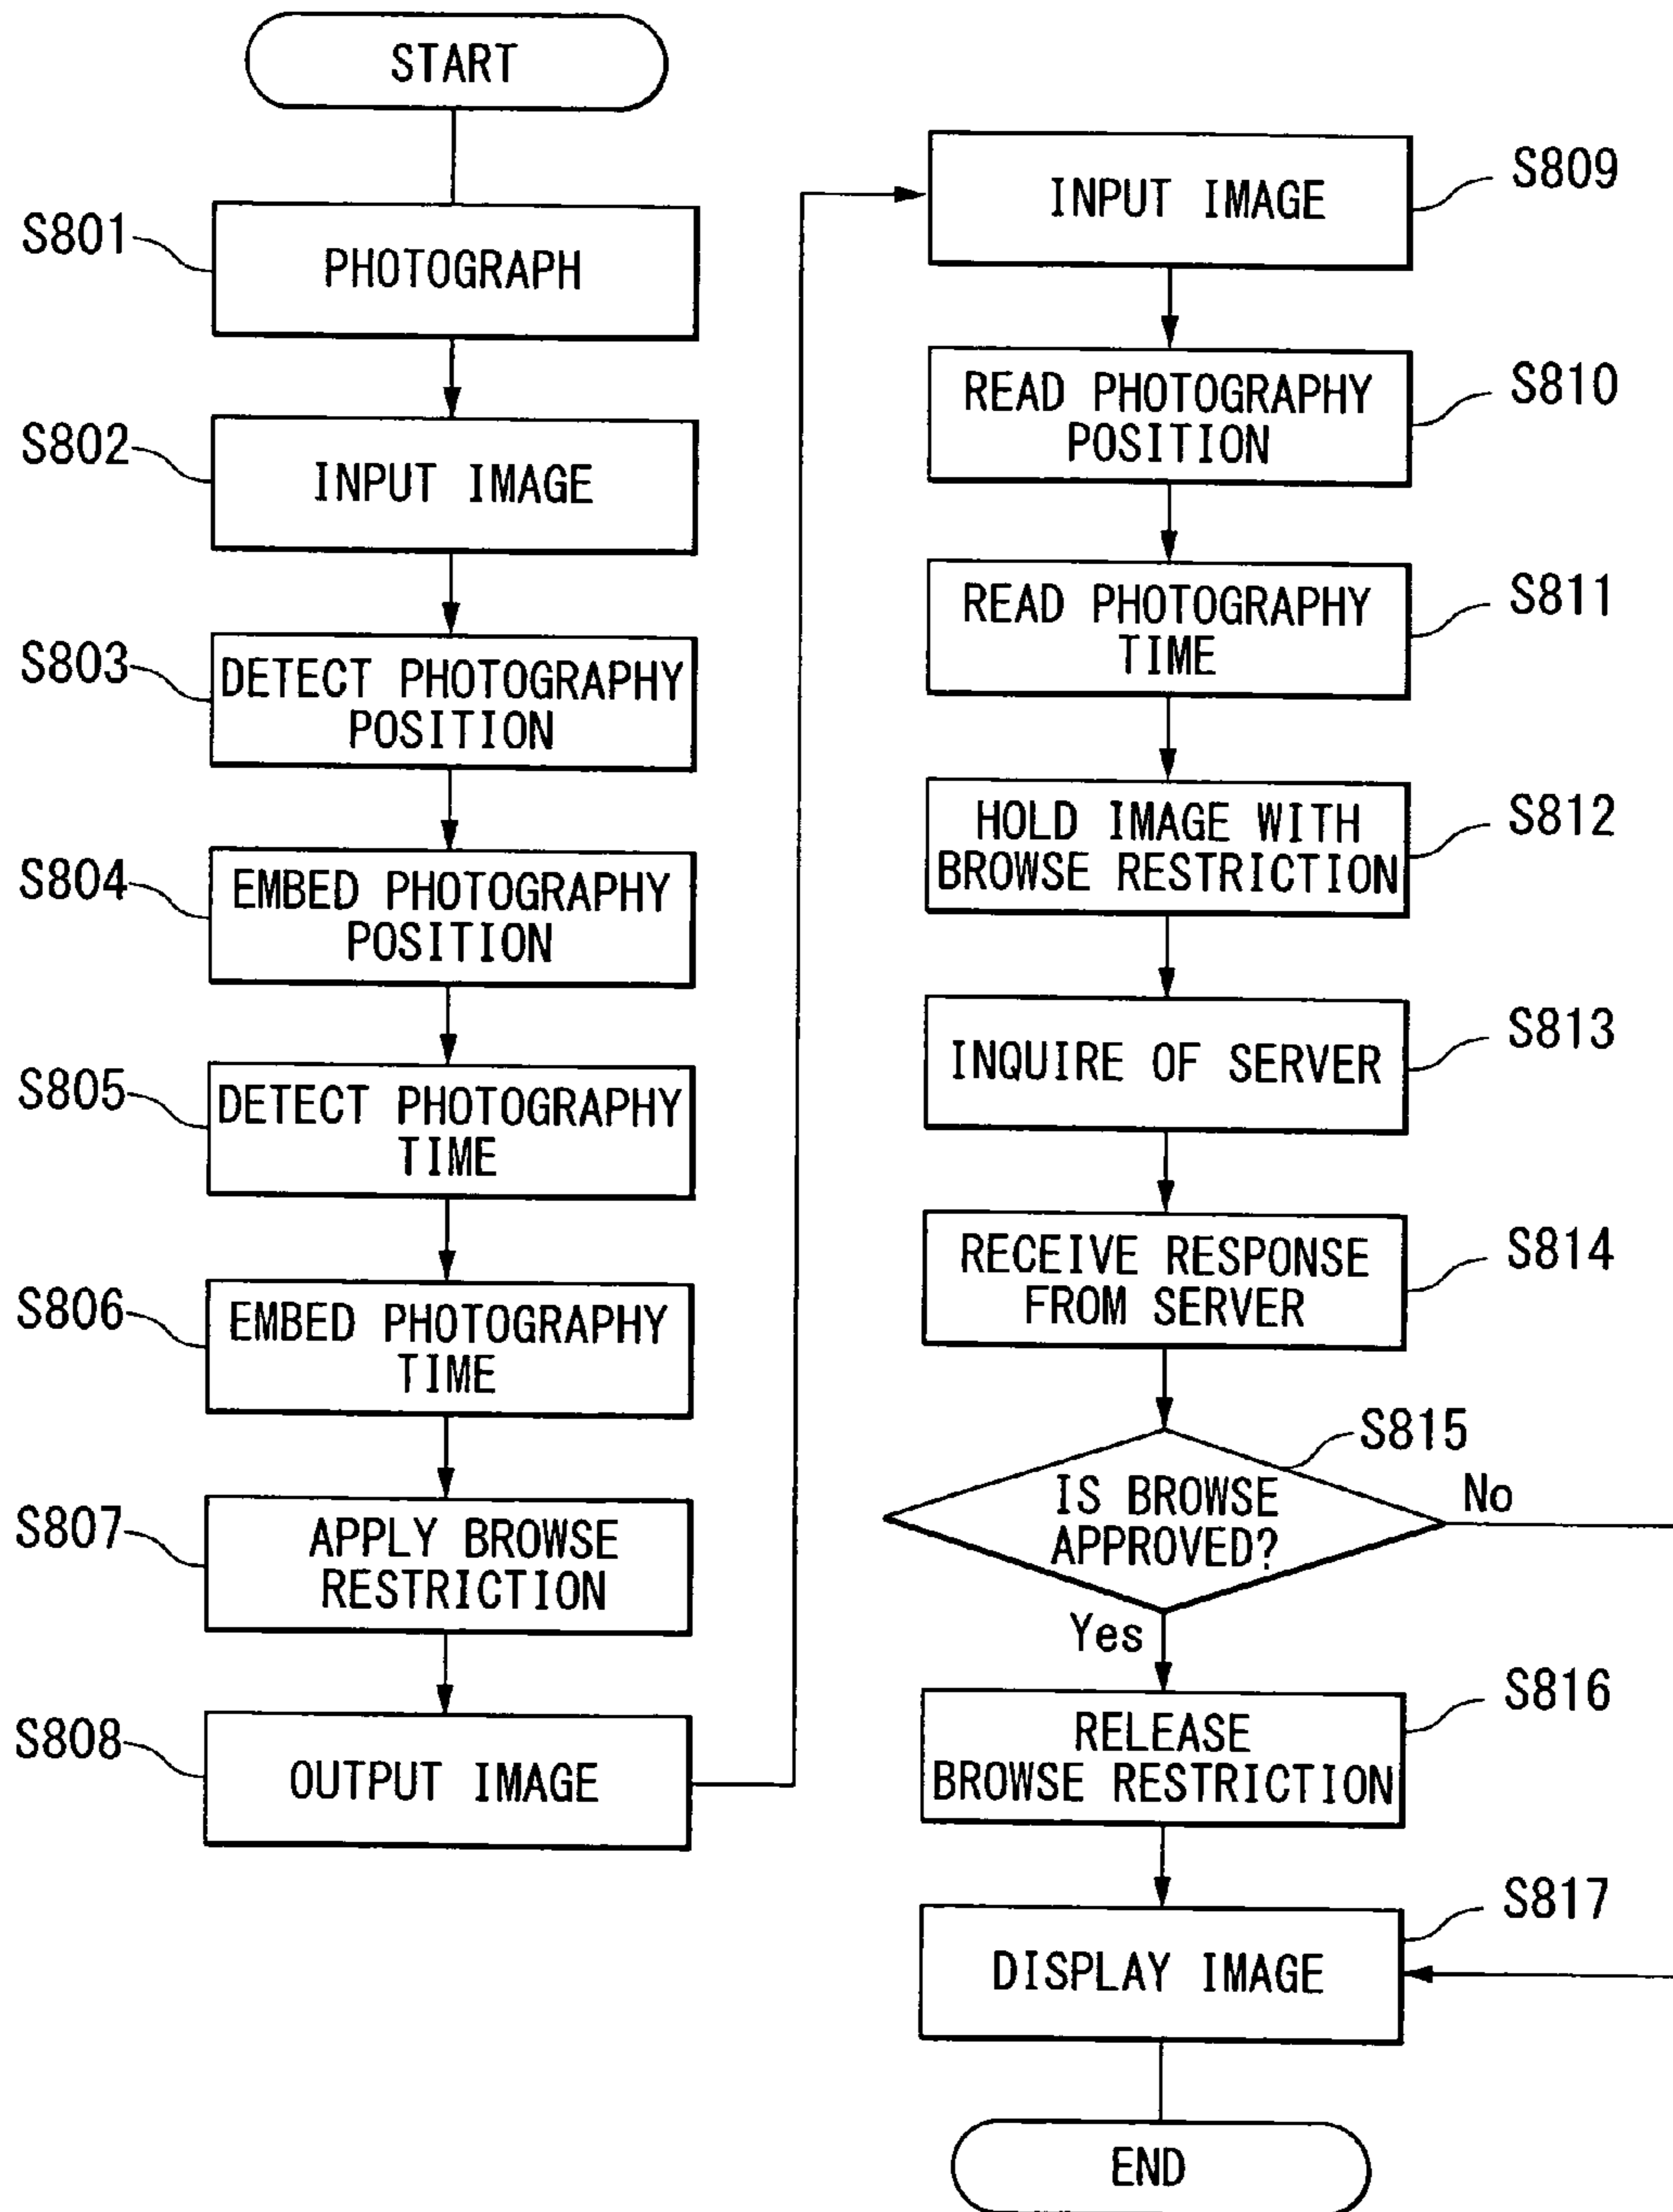 START
S801
PHOTOGRAPH
S802
INPUT IMAGE
S803
DETECT PHOTOGRAPHY
POSITION
S804
EMBED PHOTOGRAPHY
POSITION
S805
DETECT PHOTOGRAPHY
TIME
S806
EMBED PHOTOGRAPHY
TIME
S807
APPLY BROWSE
RESTRICTION
S808
OUTPUT IMAGE
S809
INPUT IMAGE
S810
READ PHOTOGRAPHY
POSITION
S811
READ PHOTOGRAPHY
TIME
S812
HOLD IMAGE WITH
BROWSE RESTRICTION
S813
INQUIRE OF SERVER
S814
RECEIVE RESPONSE
FROM SERVER
S815
IS BROWSE
APPROVED?
No
Yes
S816
RELEASE
BROWSE RESTRICTION
S817
DISPLAY IMAGE
END